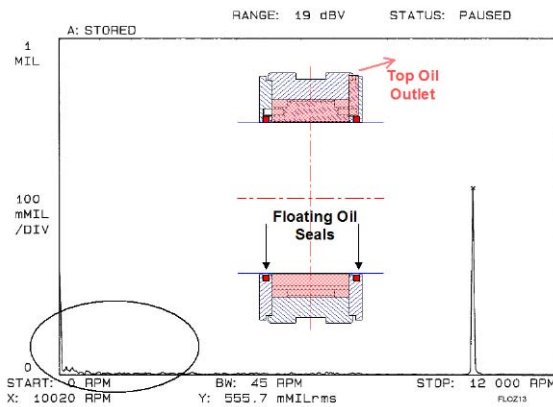 RANGE: 19 dBV STATUS: PAUSED
A: STORED
1
MIL
Top Oil
Outlet
100
mMIL
/DIV
Floating Oil
Seals
0
START: 0 RPM BW: 45 RPM STOP: 12 000 RPM
X: 10020 RPM Y: 555.7 mMILrms FLOZ13